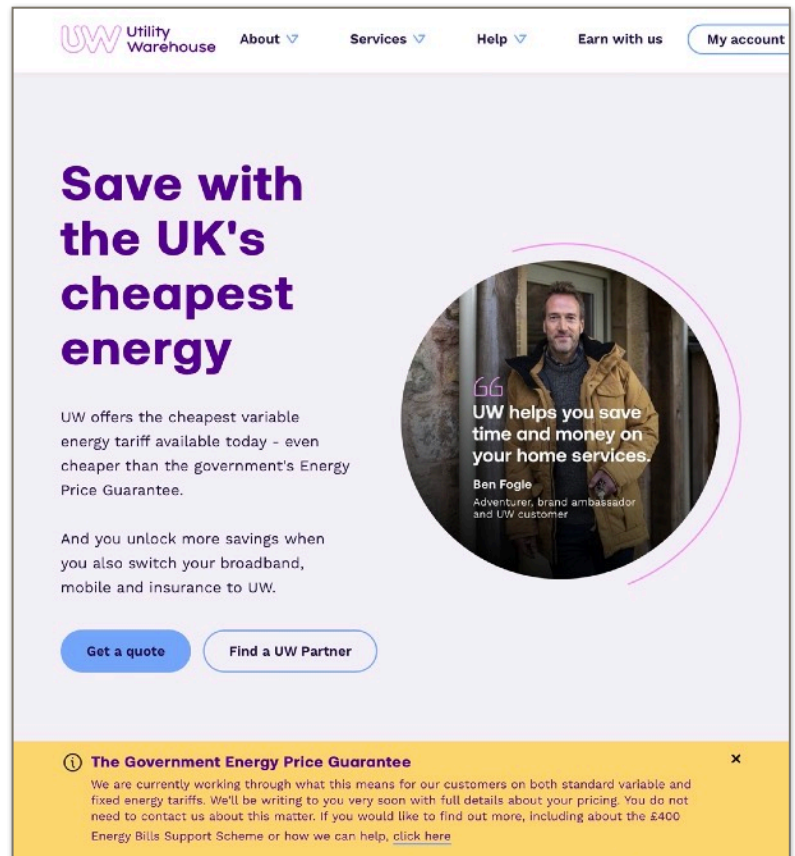 UW Utility
Warehouse
About
Services
Help
Earn with us
My account
Save with
the UK's
cheapest
energy
UW offers the cheapest variable
energy tariff available today - even
cheaper than the government's Energy
Price Guarantee.
And you unlock more savings when
you also switch your broadband,
mobile and insurance to UW.
Get a quote
Find a UW Partner
UW helps you save
time and money on
your home services.
Ben Fogle
Adventurer, brand ambassador
and UW customer
The Government Energy Price Guarantee
We are currently working through what this means for our customers on both standard variable and
fixed energy tariffs. We'll be writing to you very soon with full details about your pricing. You do not
need to contact us about this matter. If you would like to find out more, including about the £400
Energy Bills Support Scheme or how we can help, click here